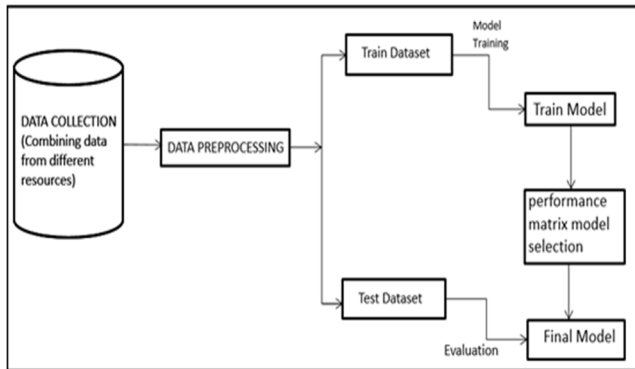 DATA COLLECTION
(Combining data
from different
resources)
DATA PREPROCESSING
Train Dataset
Model
Training
Train Model
performance
matrix model
selection
Test Dataset
Evaluation
Final Model